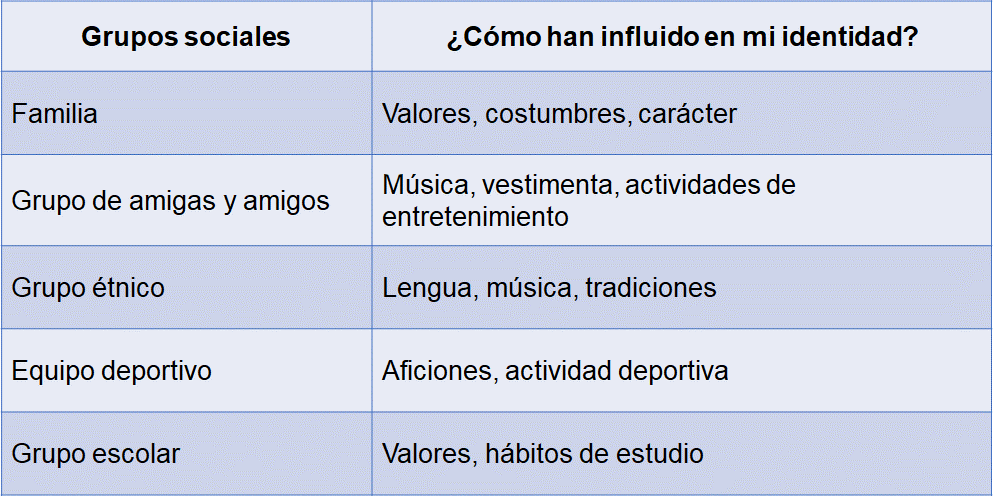 Grupos sociales
¿Cómo han influido en mi identidad?
Familia
Valores, costumbres, carácter
Grupo de amigas y amigos
Música, vestimenta, actividades de
entretenimiento
Grupo étnico
Lengua, música, tradiciones
Equipo deportivo
Aficiones, actividad deportiva
Grupo escolar
Valores, hábitos de estudio